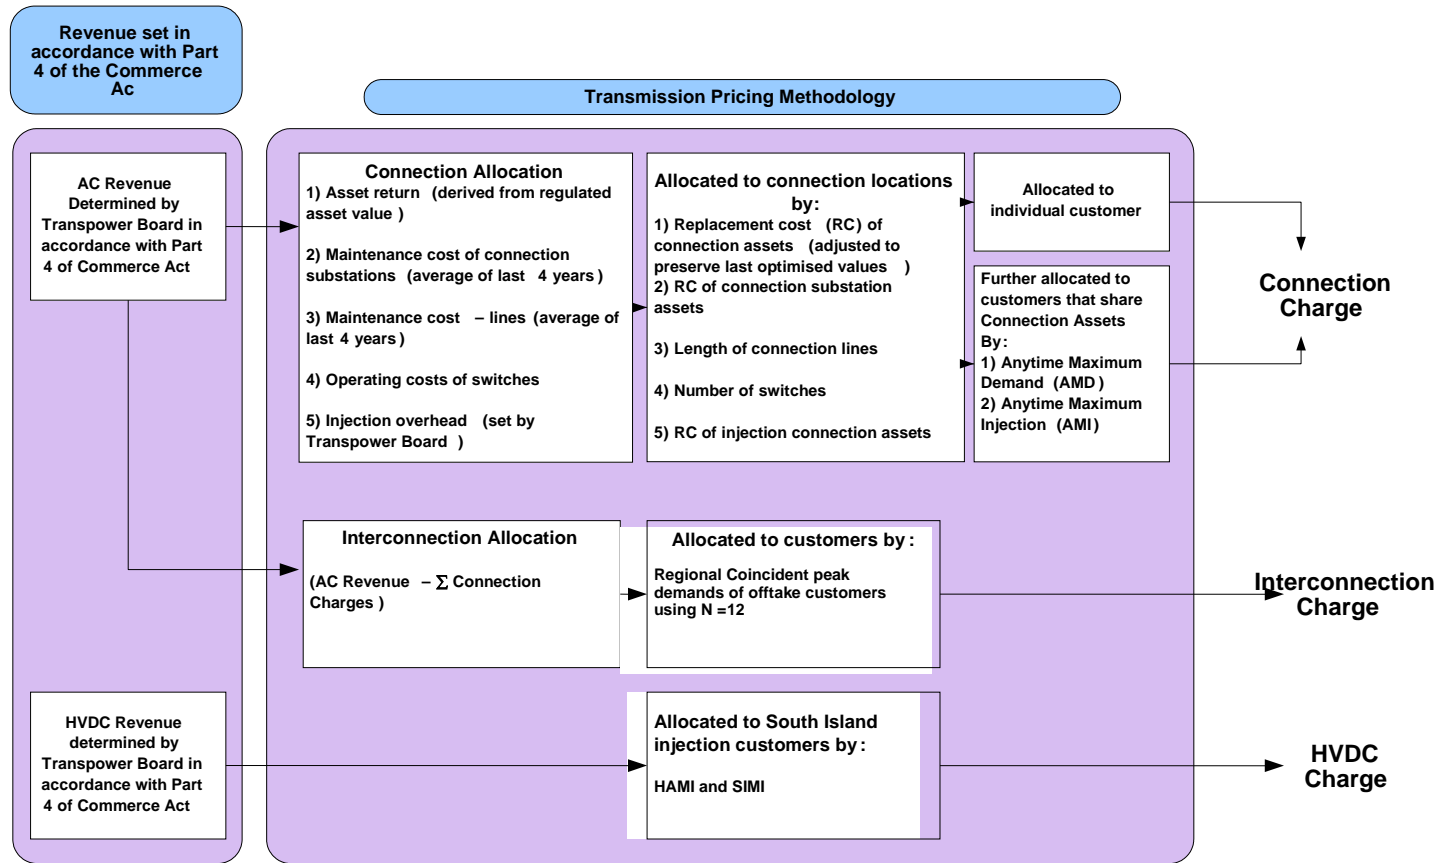 Revenue set in
accordance with Part
4 of the Commerce
Ac
Transmission Pricing Methodology
AC Revenue
Determined by
Transpower Board in
accordance with Part
4 of Commerce Act
Connection Allocation
1) Asset return (derived from regulated
asset value )
2) Maintenance cost of connection
substations (average of last 4 years )
3) Maintenance cost – lines (average of
last 4 years )
4) Operating costs of switches
5) Injection overhead (set by
Transpower Board )
Allocated to connection locations
by:
1) Replacement cost (RC) of
connection assets (adjusted to
preserve last optimised values )
2) RC of connection substation
assets
3) Length of connection lines
4) Number of switches
5) RC of injection connection assets
Allocated to
individual customer
Further allocated to
customers that share
Connection Assets
By:
1) Anytime Maximum
Demand (AMD)
2) Anytime Maximum
Injection (AMI)
Connection
Charge
Interconnection Allocation
(AC Revenue – ∑ Connection
Charges )
Allocated to customers by :
Regional Coincident peak
demands of offtake customers
using N =12
Interconnection
Charge
HVDC Revenue
determined by
Transpower Board in
accordance with Part
4 of Commerce Act
Allocated to South Island
injection customers by :
HAMI and SIMI
HVDC
Charge